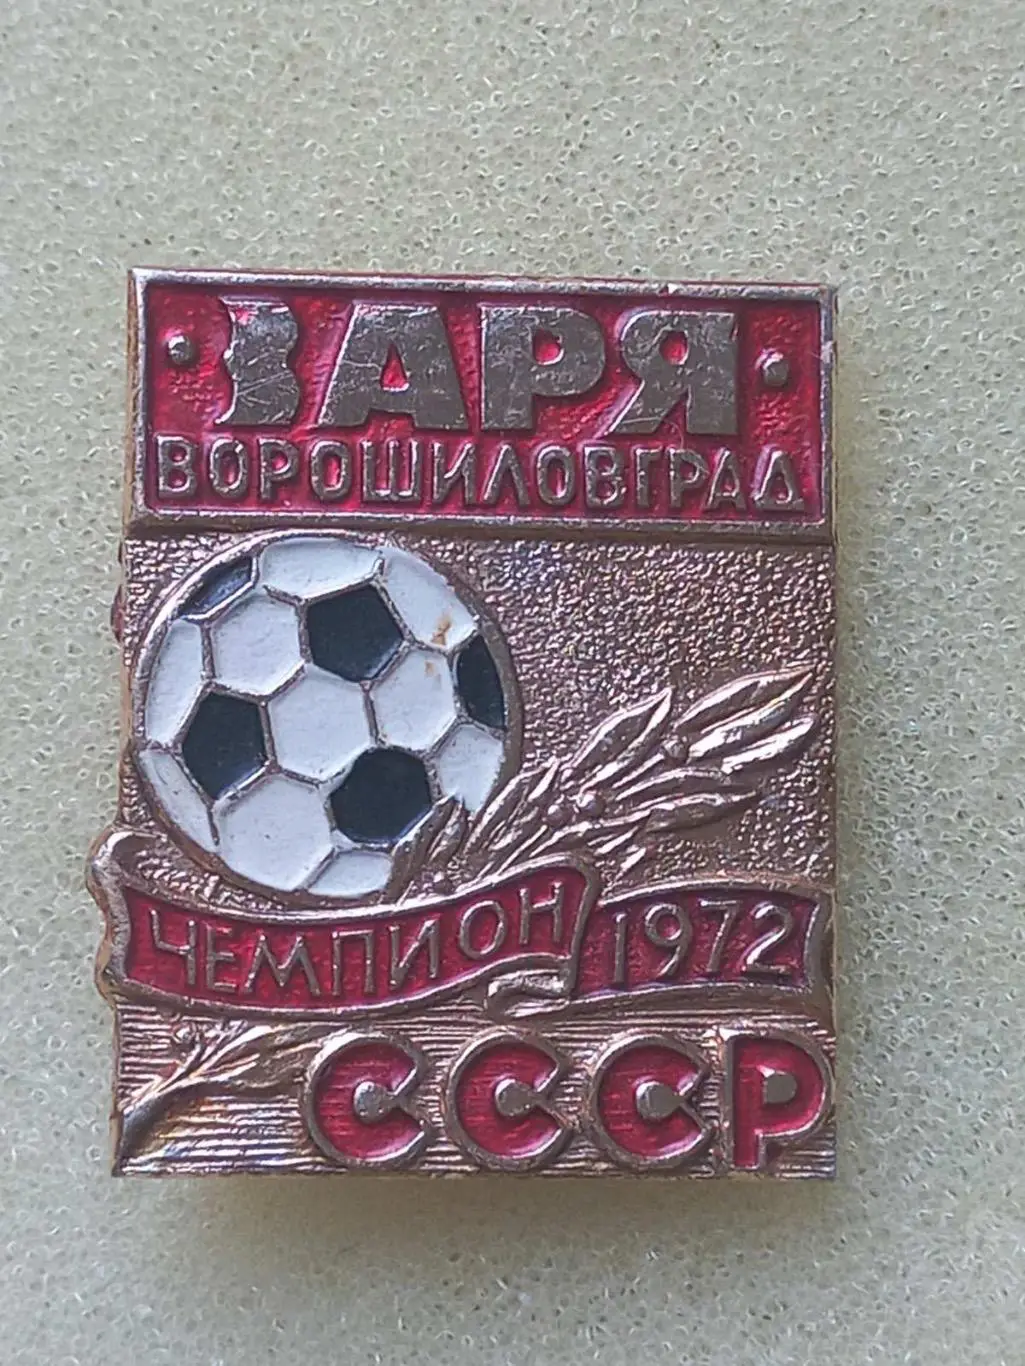 · ЗАРЯ ·
ВОРОШИЛОВГРАД
ЧЕМПИОН 1972
СССР